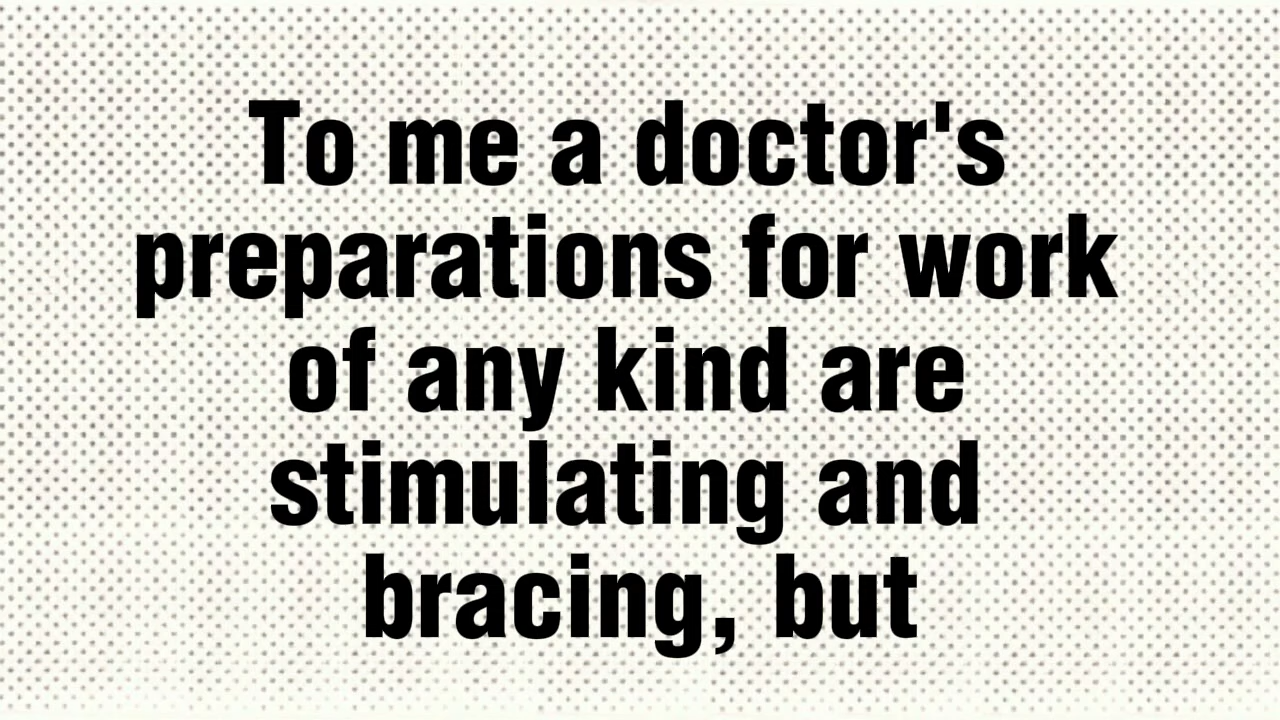 To me a doctor's
preparations for work
of any kind are
stimulating and
bracing, but